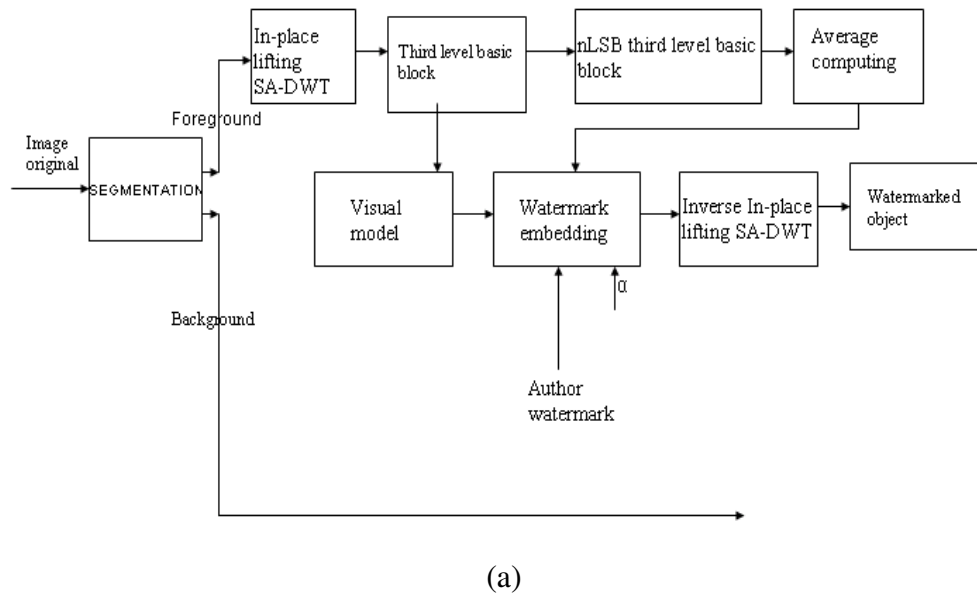 In-place
lifting
SA-DWT
Third level basic
block
nLSB third level basic
block
Average
computing
Foreground
Image
original
SEGMENTATION
Visual
model
Watermark
embedding
Inverse In-place
lifting SA-DWT
Watermarked
object
α
Background
Author
watermark
(a)